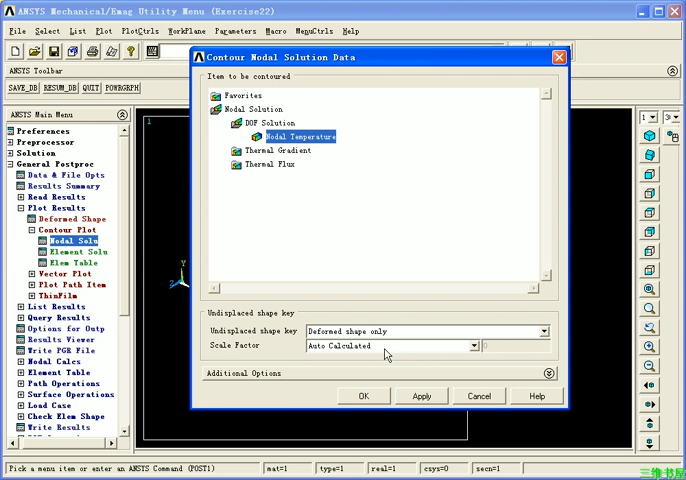 ANSYS Mechanical/Emag Utility Menu (Exercise22)
File Select List Plot PlotCtrls WorkPlane Parameters Macro MenuCtrls Help
ANSYS Toolbar
SAVE_DB RESUM_DB QUIT POWRGRPH
ANSYS Main Menu
Preferences
Preprocessor
Solution
General Postproc
Data & File Opts
Results Summary
Read Results
Plot Results
Deformed Shape
Contour Plot
Nodal Solu
Element Solu
Elem Table
Vector Plot
Plot Path Item
ThinFilm
List Results
Query Results
Options for Outp
Results Viewer
Write PGR File
Nodal Calcs
Element Table
Path Operations
Surface Operations
Load Case
Check Elem Shape
Write Results
1
Y
Z
Contour Nodal Solution Data
Item to be contoured
Favorites
Nodal Solution
DOF Solution
Nodal Temperature
Thermal Gradient
Thermal Flux
Undisplaced shape key
Undisplaced shape key Deformed shape only
Scale Factor Auto Calculated 0
Additional Options
OK Apply Cancel Help
1 3
Pick a menu item or enter an ANSYS Command (POST1) mat=1 type=1 real=1 csys=0 secn=1
三维书屋